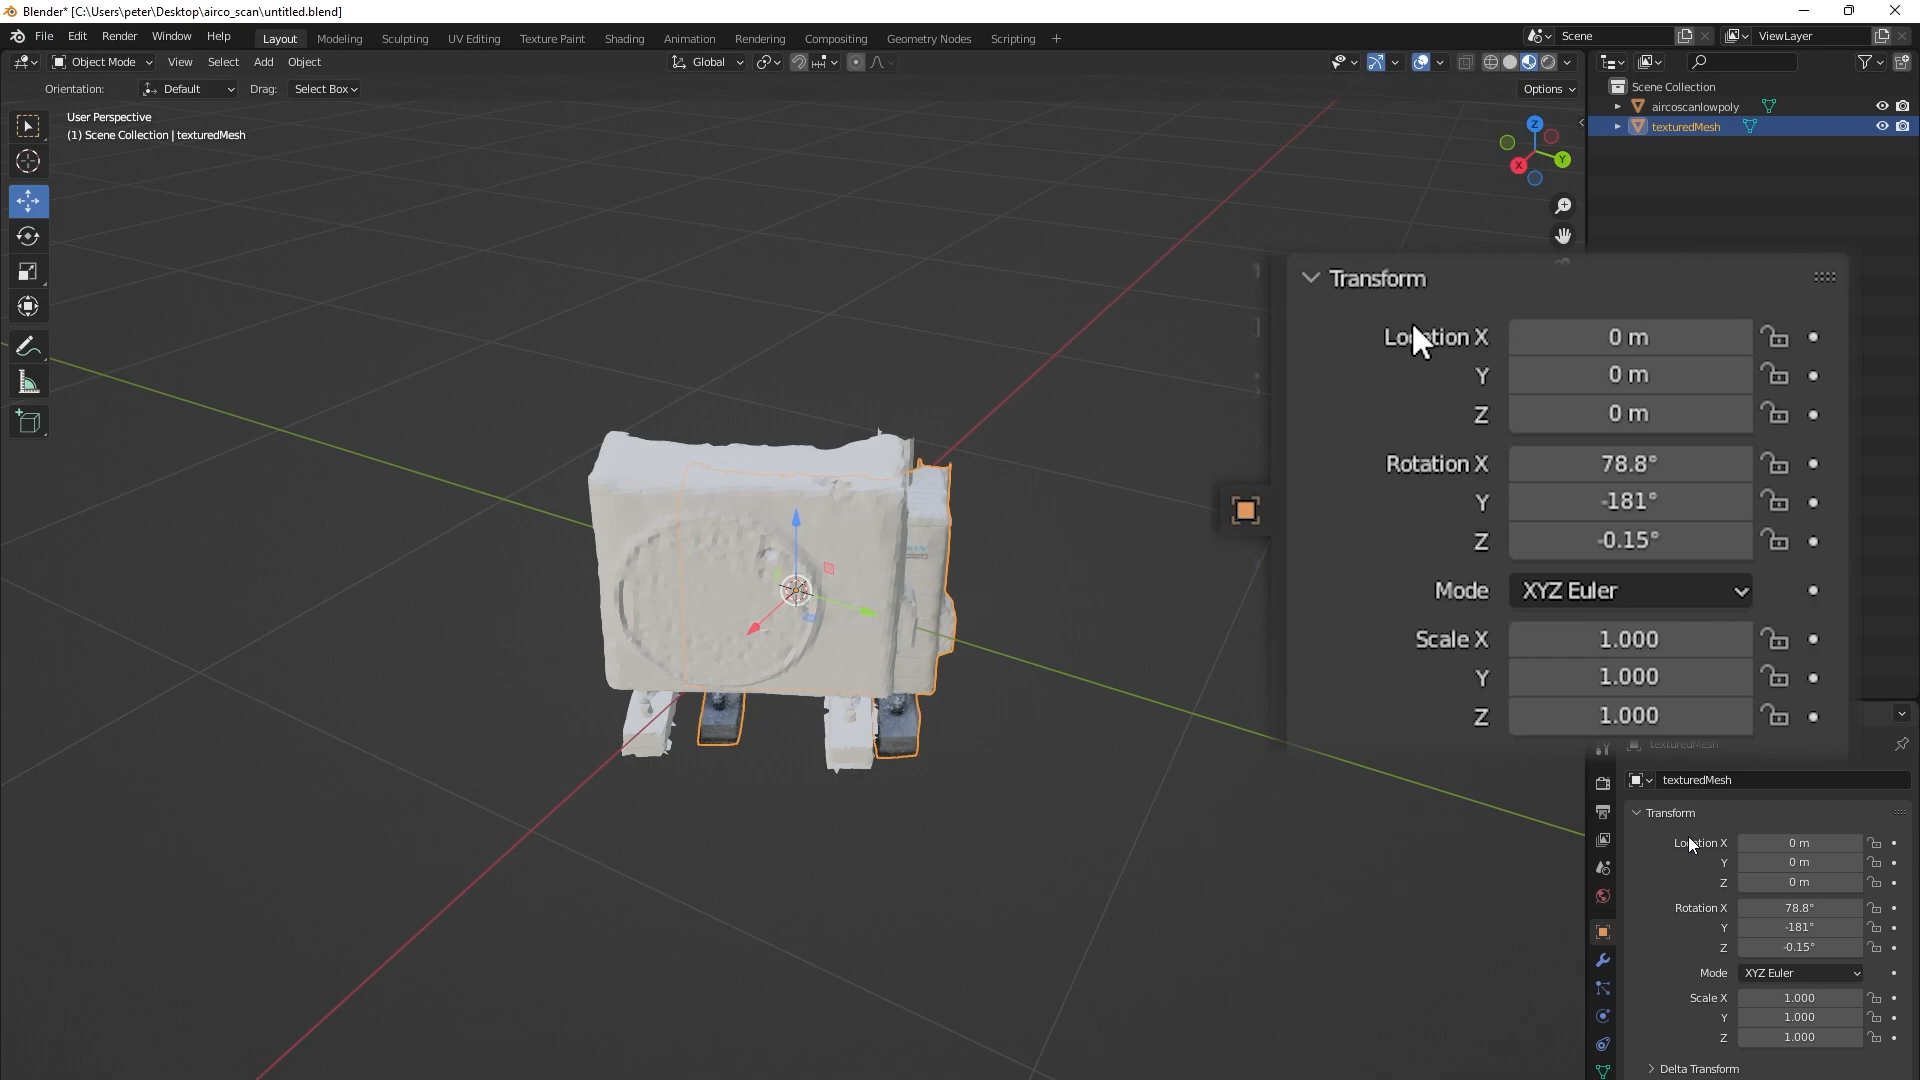 Blender* [C:\Users\peter\Desktop\airco_scan\untitled.blend]
File Edit Render Window Help Layout Modeling Sculpting UV Editing Texture Paint Shading Animation Rendering Compositing Geometry Nodes Scripting + Scene ViewLayer
Object Mode View Select Add Object Global
Orientation: Default Drag: Select Box Options
User Perspective
(1) Scene Collection | texturedMesh
Z
Y
X
Scene Collection
aircoscanlowpoly
texturedMesh
Transform
Location X 0 m
Y 0 m
Z 0 m
Rotation X 78.8°
Y -181°
Z -0.15°
Mode XYZ Euler
Scale X 1.000
Y 1.000
Z 1.000
texturedMesh
texturedMesh
Transform
Location X 0 m
Y 0 m
Z 0 m
Rotation X 78.8°
Y -181°
Z -0.15°
Mode XYZ Euler
Scale X 1.000
Y 1.000
Z 1.000
Delta Transform